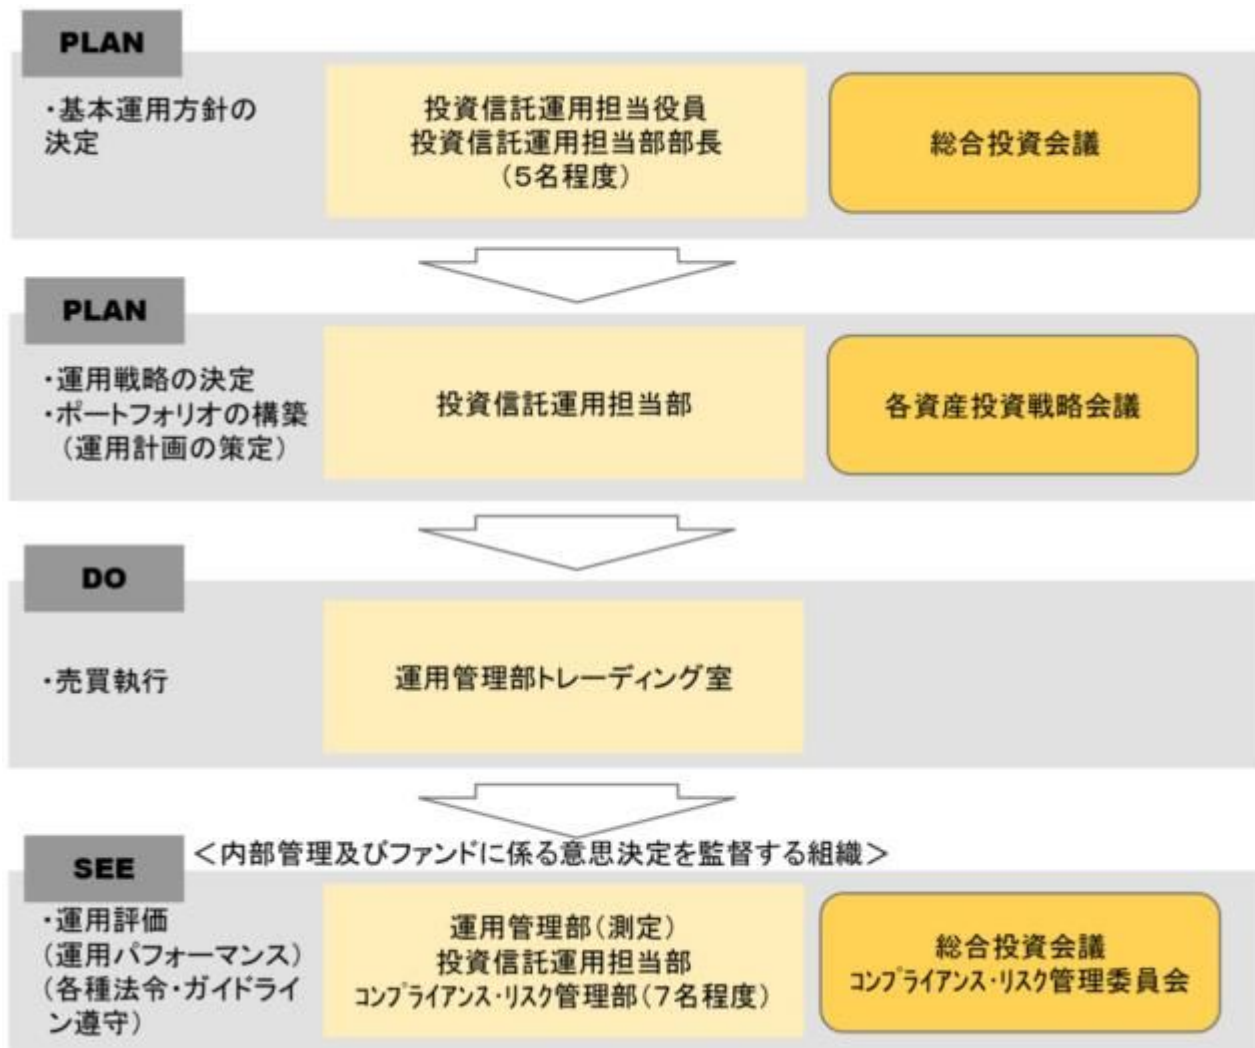 PLAN
・基本運用方針の
決定
投資信託運用担当役員
投資信託運用担当部部長
(5名程度)
総合投資会議
PLAN
・運用戦略の決定
・ポートフォリオの構築
(運用計画の策定)
投資信託運用担当部
各資産投資戦略会議
DO
・売買執行
運用管理部トレーディング室
SEE
<内部管理及びファンドに係る意思決定を監督する組織>
・運用評価
(運用パフォーマンス)
(各種法令・ガイドライ
ン遵守)
運用管理部(測定)
投資信託運用担当部
コンプライアンス・リスク管理部(7名程度)
総合投資会議
コンプライアンス・リスク管理委員会